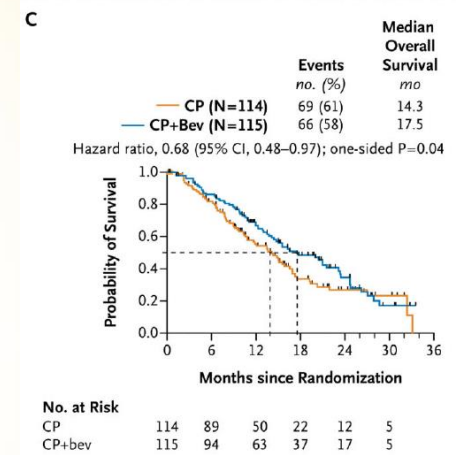 C
Median
Overall
Events Survival
no. (%) mo
CP (N=114) 69 (61) 14.3
CP+Bev (N=115) 66 (58) 17.5
Hazard ratio, 0.68 (95% CI, 0.48–0.97); one-sided P=0.04
Probability of Survival
1.0
0.8
0.6
0.4
0.2
0.0
0 6 12 18 24 30 36
Months since Randomization
No. at Risk
CP 114 89 50 22 12 5
CP+bev 115 94 63 37 17 5